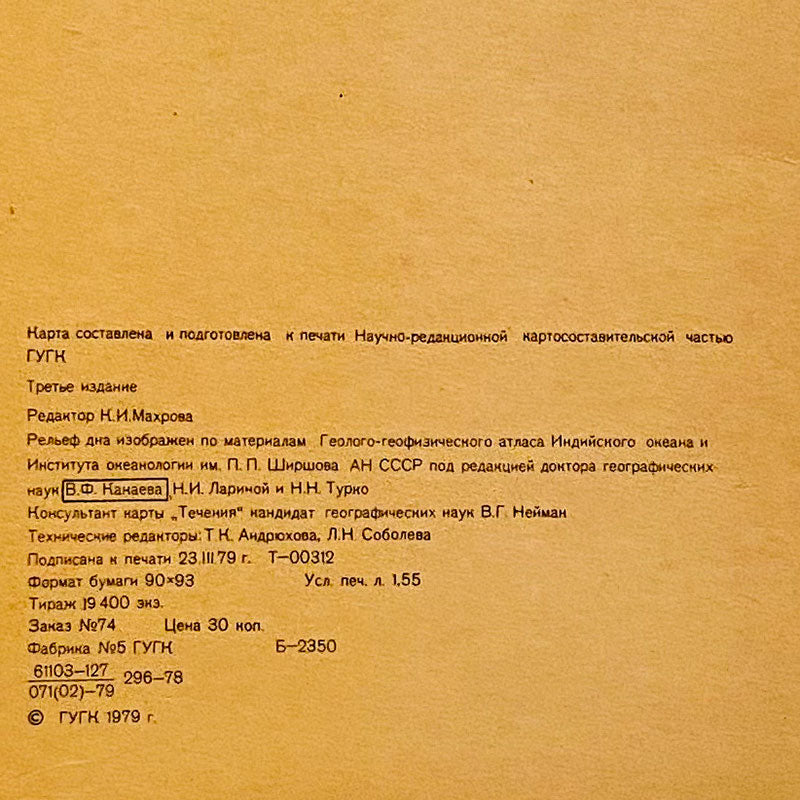 Карта составлена и подготовлена к печати Научно-редакционной картосоставительской частью
ГУГК
Третье издание
Редактор К.И.Махрова
Рельеф дна изображен по материалам Геолого-геофизического атласа Индийского океана и
Института океанологии им. П. П. Ширшова АН СССР под редакцией доктора географических
наук В.Ф. Канаева, Н.И. Лариной и Н.Н. Турко
Консультант карты „Течения“ кандидат географических наук В.Г. Нейман
Технические редакторы: Т.К. Андрюхова, Л.Н. Соболева
Подписана к печати 23.III 79 г. Т—00312
Формат бумаги 90×93 Усл. печ. л. 1,55
Тираж 19 400 экз.
Заказ №74 Цена 30 коп.
Фабрика №5 ГУГК Б—2350
61103—127
071(02)—79 296—78
© ГУГК 1979 г.